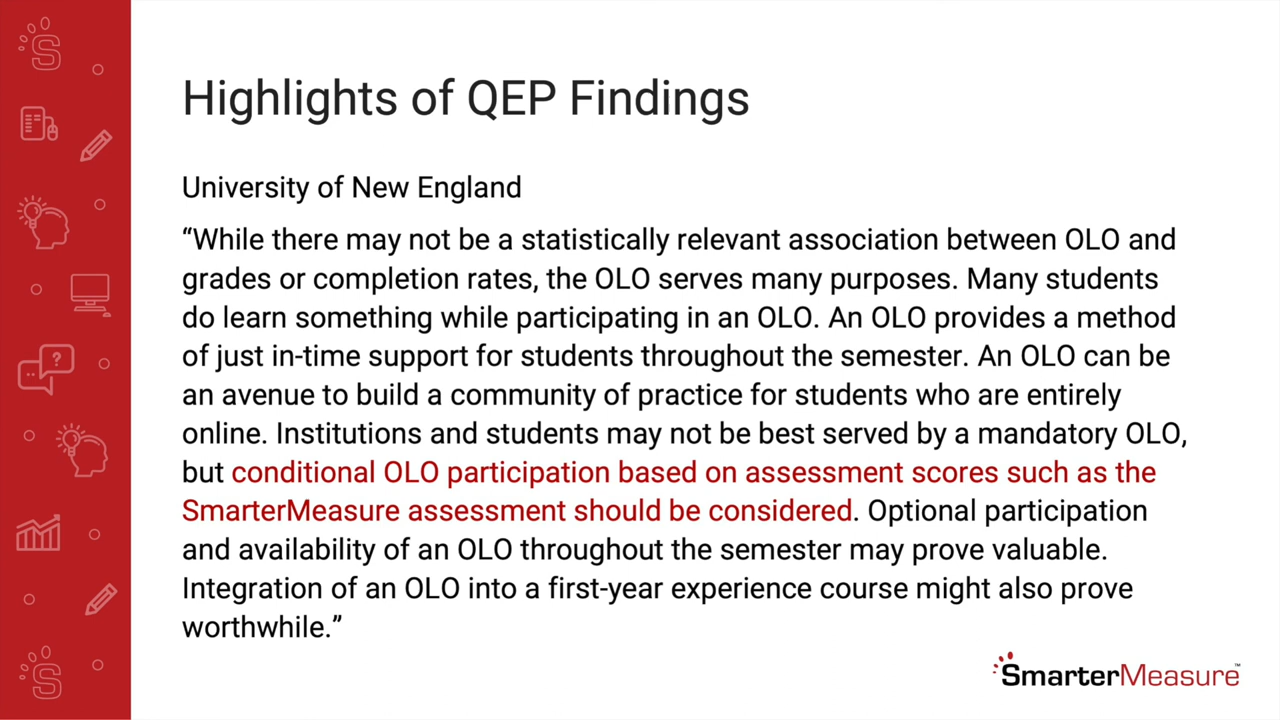 Highlights of QEP Findings
University of New England
“While there may not be a statistically relevant association between OLO and
grades or completion rates, the OLO serves many purposes. Many students
do learn something while participating in an OLO. An OLO provides a method
of just in-time support for students throughout the semester. An OLO can be
an avenue to build a community of practice for students who are entirely
online. Institutions and students may not be best served by a mandatory OLO,
but conditional OLO participation based on assessment scores such as the
SmarterMeasure assessment should be considered. Optional participation
and availability of an OLO throughout the semester may prove valuable.
Integration of an OLO into a first-year experience course might also prove
worthwhile.”
SmarterMeasure™